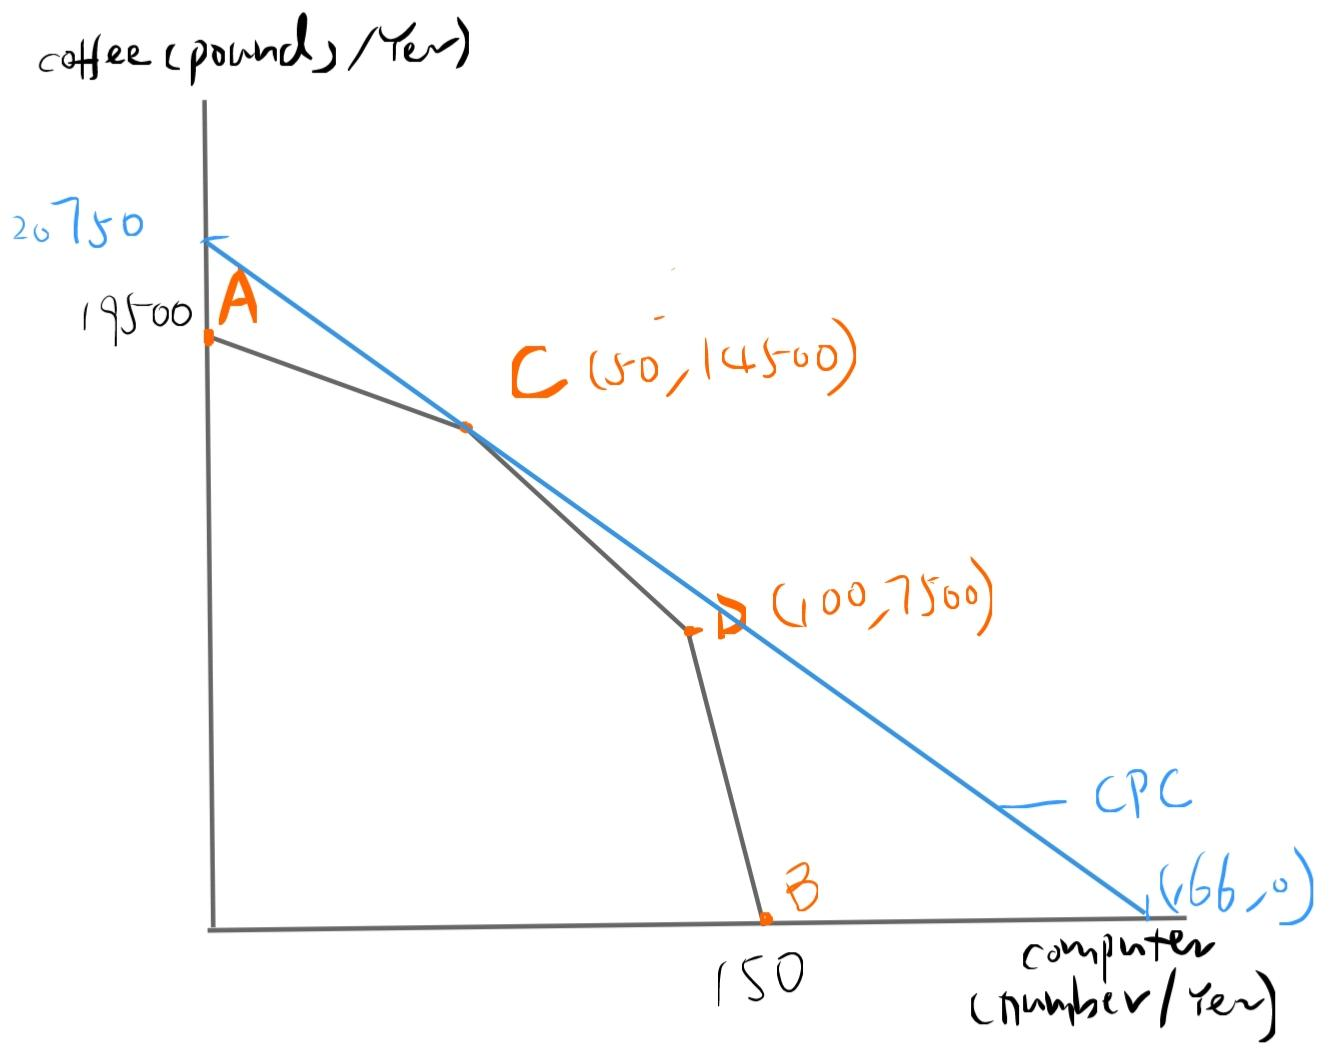 coffee (pounds/Year)
20750
19500
A
C (50, 14500)
D (100, 7500)
CPC
B
(166, 0)
150
computer
(number/Year)